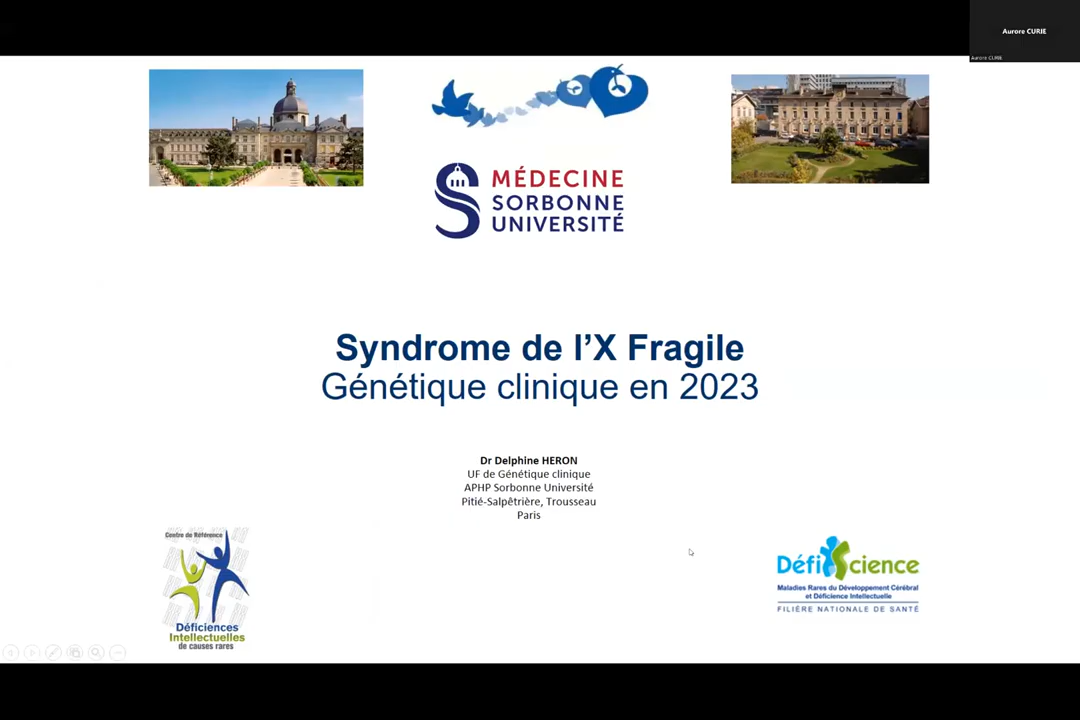 Aurore CURIE
Aurore CURIE
MÉDECINE
SORBONNE
UNIVERSITÉ
Syndrome de l’X Fragile
Génétique clinique en 2023
Dr Delphine HERON
UF de Génétique clinique
APHP Sorbonne Université
Pitié-Salpêtrière, Trousseau
Paris
Centre de Référence
Déficiences
Intellectuelles
de causes rares
DéfiScience
Maladies Rares du Développement Cérébral
et Déficience Intellectuelle
FILIÈRE NATIONALE DE SANTÉ